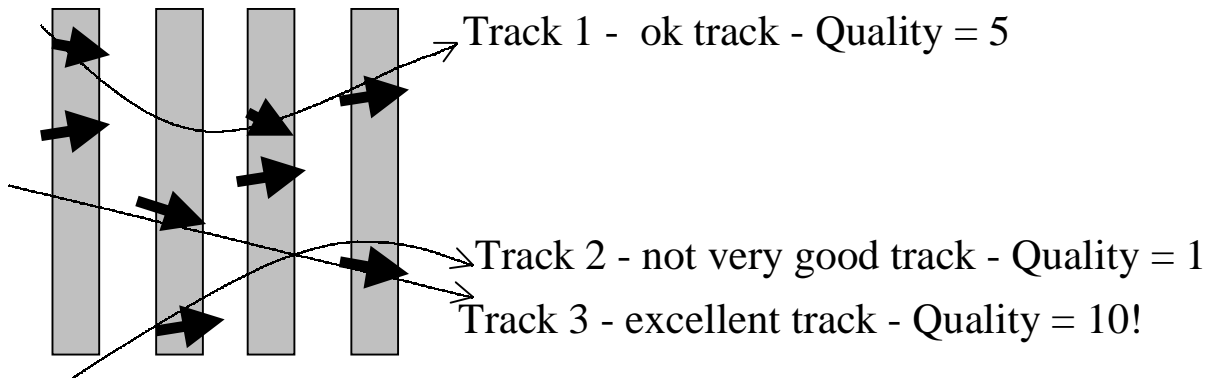 Track 1 - ok track - Quality = 5
Track 2 - not very good track - Quality = 1
Track 3 - excellent track - Quality = 10!